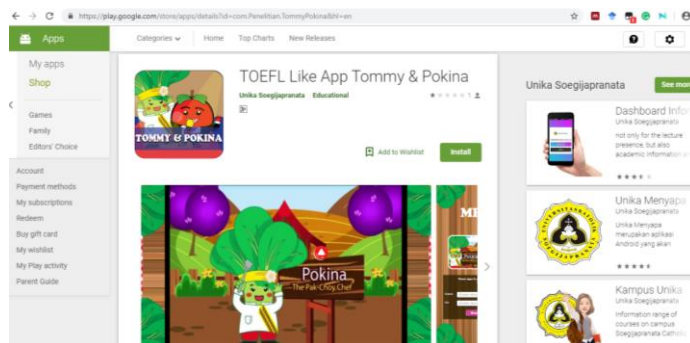 https://play.google.com/store/apps/details?id=com.Penelitian.TommyPokina&hl=en
Apps
Categories
Home
Top Charts
New Releases
My apps
Shop
Games
Family
Editors' Choice
Account
Payment methods
My subscriptions
Redeem
Buy gift card
My wishlist
My Play activity
Parent Guide
TOMMY & POKINA
TOEFL Like App Tommy & Pokina
Unika Soegijapranata Educational
1
Add to Wishlist
Install
Pokina
The Pak-Choy Chef
ME
Unika Soegijapranata
See more
Dashboard Infor
Unika Soegijapranata
not only for the lecture
presence, but also
academic information
Unika Menyapa
Unika Soegijapranata
Unika Menyapa
merupakan aplikasi
Android yang akan
Kampus Unika
Unika Soegijapranata
Information range of
courses on campus
Soegijapranata Catholic